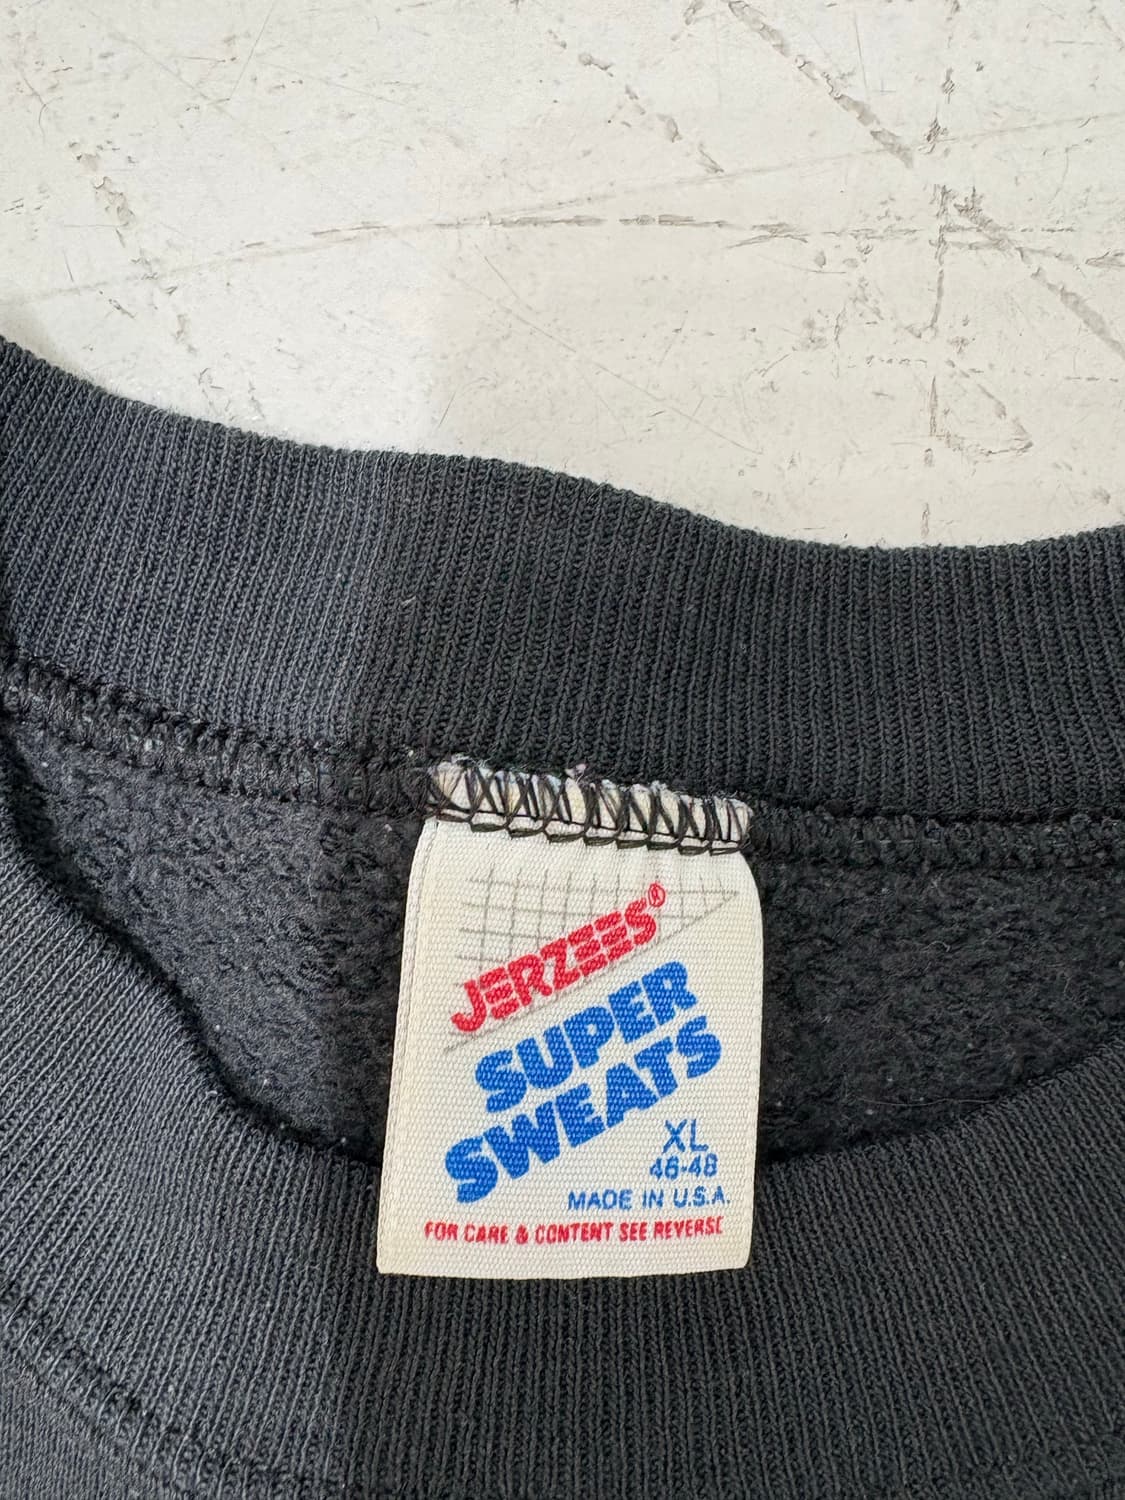 JERZEES®
SUPER
SWEATS
XL
46-48
MADE IN U.S.A.
FOR CARE & CONTENT SEE REVERSE